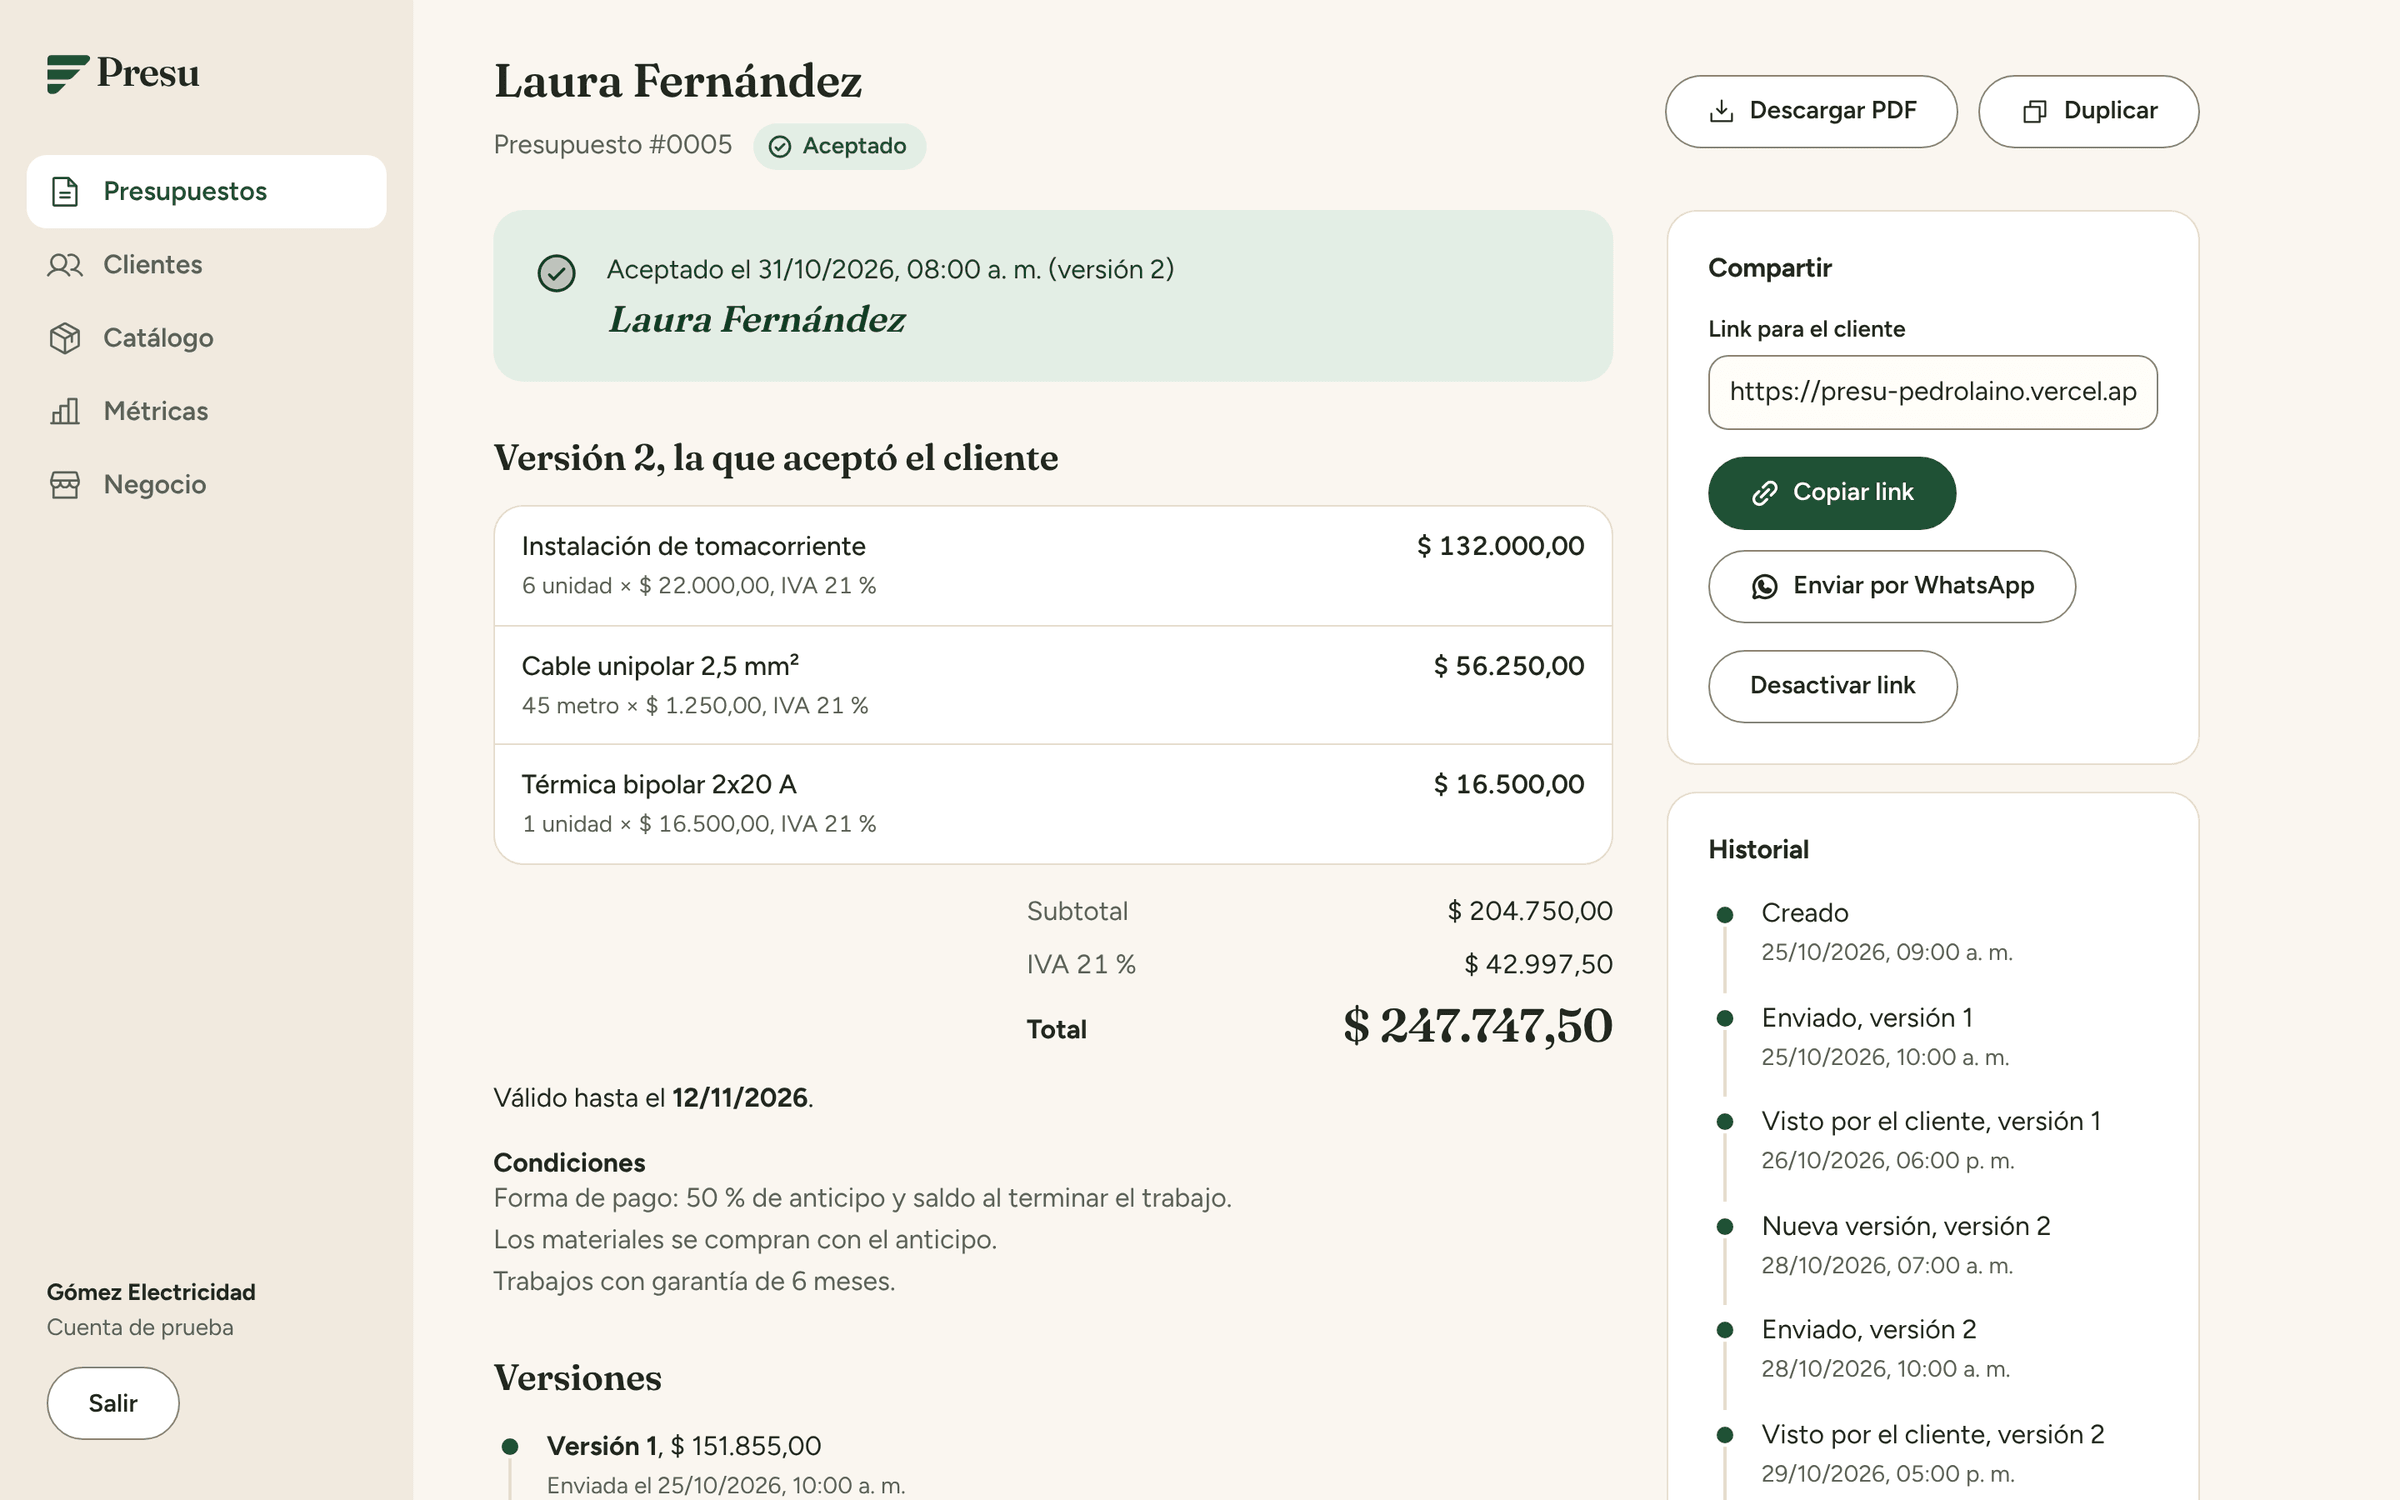 Presu
Presupuestos
Clientes
Catálogo
Métricas
Negocio
Gómez Electricidad
Cuenta de prueba
Salir
Laura Fernández
Presupuesto #0005
Aceptado
Descargar PDF
Duplicar
Aceptado el 31/10/2026, 08:00 a. m. (versión 2)
Laura Fernández
Versión 2, la que aceptó el cliente
Instalación de tomacorriente
$ 132.000,00
6 unidad × $ 22.000,00, IVA 21 %
Cable unipolar 2,5 mm²
$ 56.250,00
45 metro × $ 1.250,00, IVA 21 %
Térmica bipolar 2x20 A
$ 16.500,00
1 unidad × $ 16.500,00, IVA 21 %
Subtotal
$ 204.750,00
IVA 21 %
$ 42.997,50
Total
$ 247.747,50
Válido hasta el 12/11/2026.
Condiciones
Forma de pago: 50 % de anticipo y saldo al terminar el trabajo.
Los materiales se compran con el anticipo.
Trabajos con garantía de 6 meses.
Versiones
Versión 1, $ 151.855,00
Enviada el 25/10/2026, 10:00 a. m.
Compartir
Link para el cliente
https://presu-pedrolaino.vercel.ap
Copiar link
Enviar por WhatsApp
Desactivar link
Historial
Creado
25/10/2026, 09:00 a. m.
Enviado, versión 1
25/10/2026, 10:00 a. m.
Visto por el cliente, versión 1
26/10/2026, 06:00 p. m.
Nueva versión, versión 2
28/10/2026, 07:00 a. m.
Enviado, versión 2
28/10/2026, 10:00 a. m.
Visto por el cliente, versión 2
29/10/2026, 05:00 p. m.